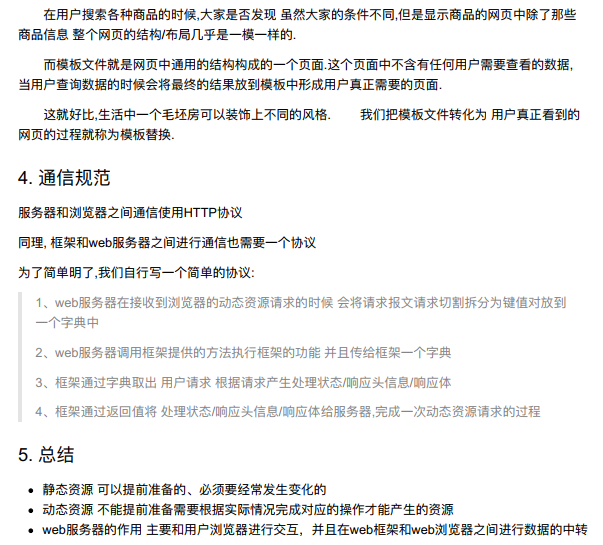 在用户搜索各种商品的时候,大家是否发现 虽然大家的条件不同,但是显示商品的网页中除了那些
商品信息 整个网页的结构/布局几乎是一模一样的.
而模板文件就是网页中通用的结构构成的一个页面.这个页面中不含有任何用户需要查看的数据,
当用户查询数据的时候会将最终的结果放到模板中形成用户真正需要的页面.
这就好比,生活中一个毛坯房可以装饰上不同的风格. 我们把模板文件转化为 用户真正看到的
网页的过程就称为模板替换.
4. 通信规范
服务器和浏览器之间通信使用HTTP协议
同理, 框架和web服务器之间进行通信也需要一个协议
为了简单明了,我们自行写一个简单的协议:
1、web服务器在接收到浏览器的动态资源请求的时候 会将请求报文请求切割拆分为键值对放到
一个字典中
2、web服务器调用框架提供的方法执行框架的功能 并且传给框架一个字典
3、框架通过字典取出 用户请求 根据请求产生处理状态/响应头信息/响应体
4、框架通过返回值将 处理状态/响应头信息/响应体给服务器,完成一次动态资源请求的过程
5. 总结
• 静态资源 可以提前准备的、必须要经常发生变化的
• 动态资源 不能提前准备需要根据实际情况完成对应的操作才能产生的资源
• web服务器的作用 主要和用户浏览器进行交互，并且在web框架和web浏览器之间进行数据的中转